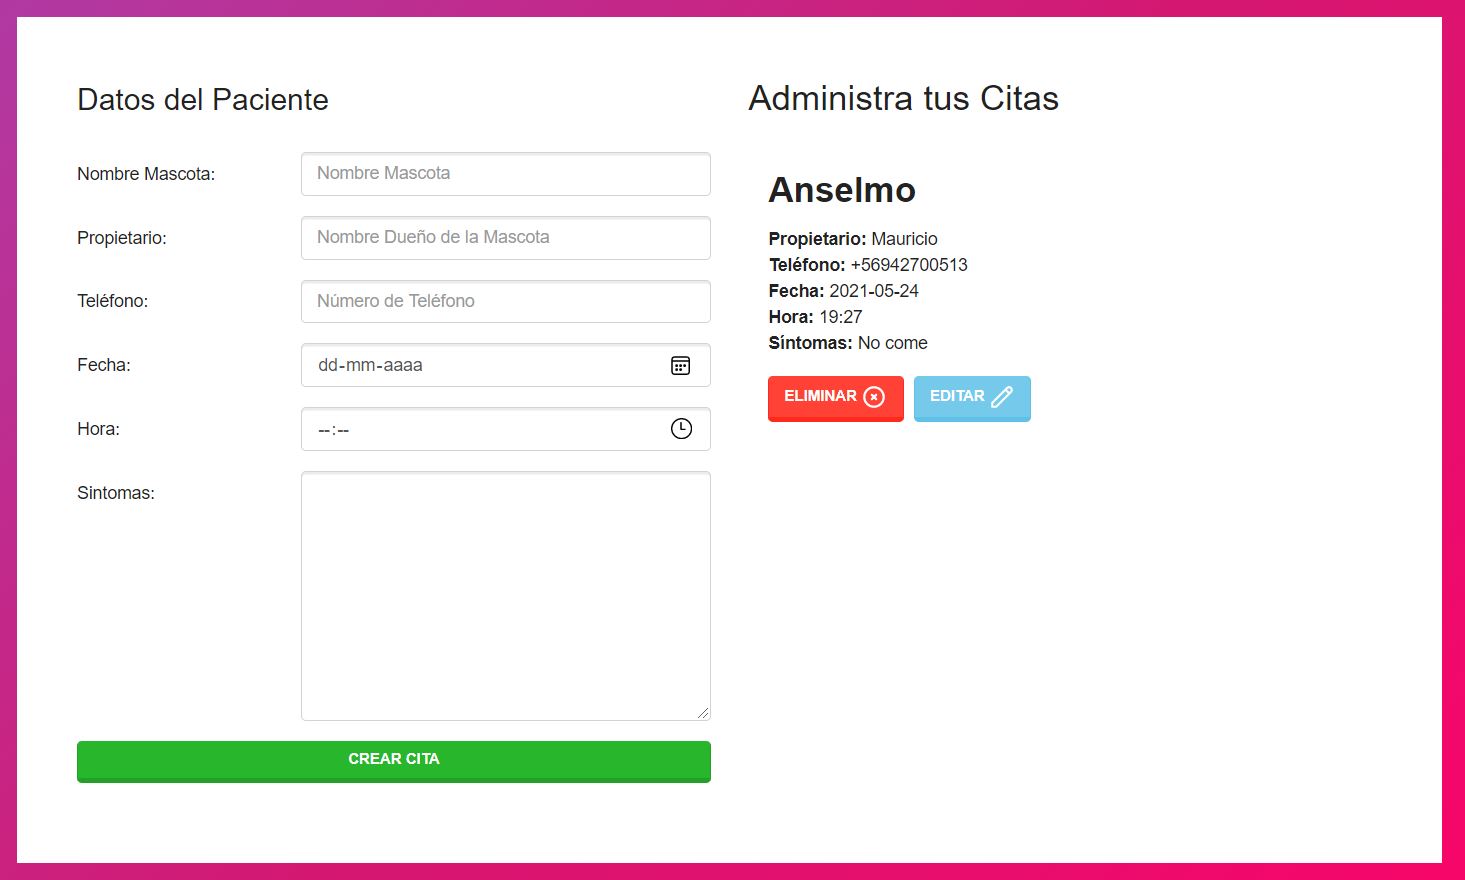 Datos del Paciente
Nombre Mascota:
Nombre Mascota
Propietario:
Nombre Dueño de la Mascota
Teléfono:
Número de Teléfono
Fecha:
dd-mm-aaaa
Hora:
--:--
Sintomas:
CREAR CITA
Administra tus Citas
Anselmo
Propietario: Mauricio
Teléfono: +56942700513
Fecha: 2021-05-24
Hora: 19:27
Síntomas: No come
ELIMINAR
EDITAR